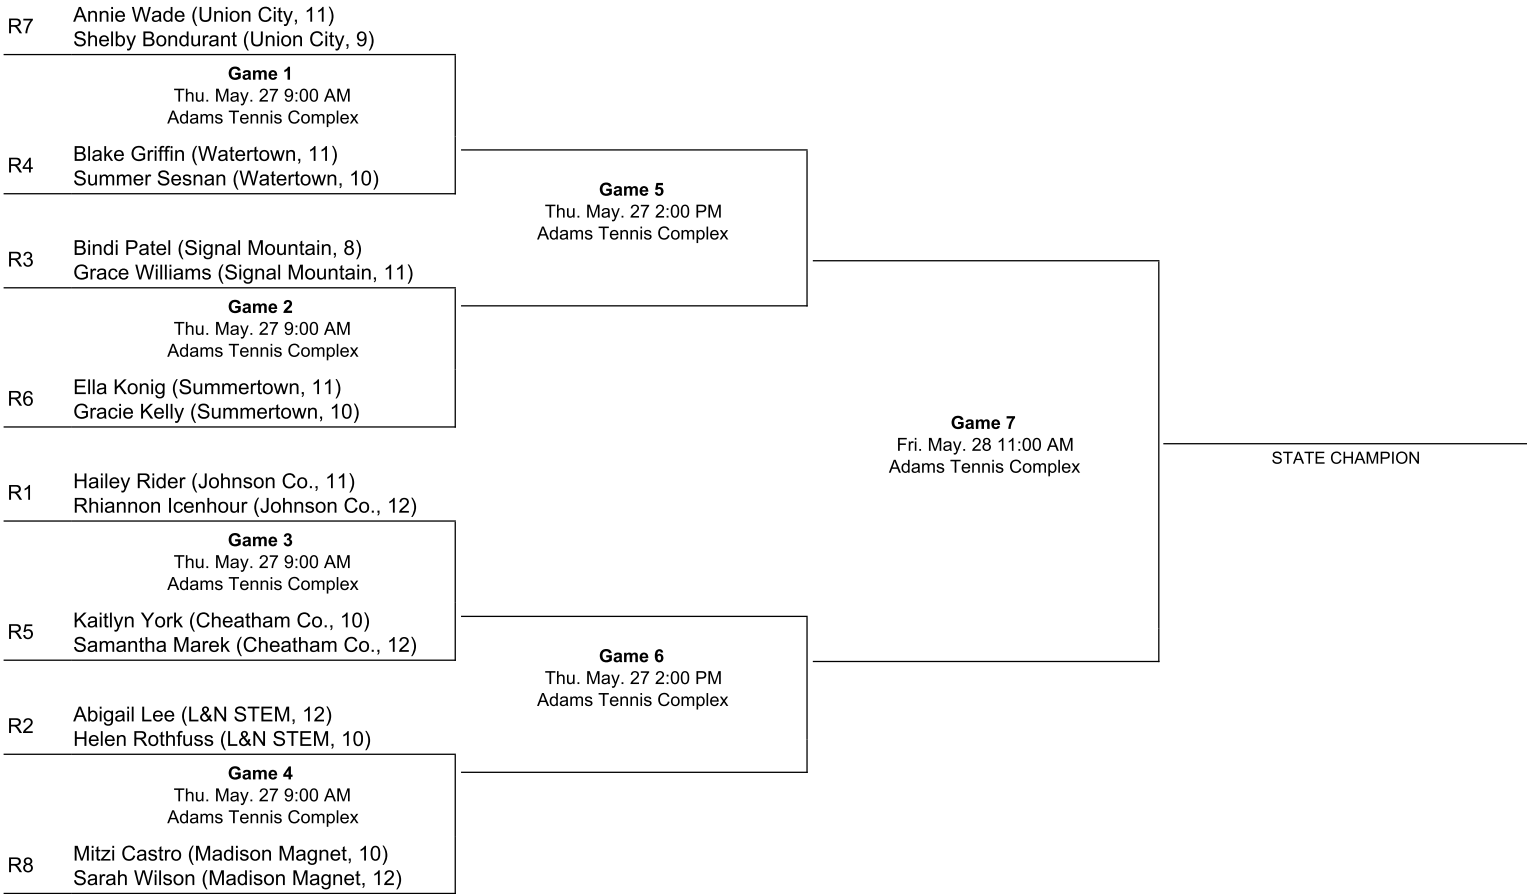 R7
Annie Wade (Union City, 11)
Shelby Bondurant (Union City, 9)
Game 1
Thu. May. 27 9:00 AM
Adams Tennis Complex
R4
Blake Griffin (Watertown, 11)
Summer Sesnan (Watertown, 10)
R3
Bindi Patel (Signal Mountain, 8)
Grace Williams (Signal Mountain, 11)
Game 2
Thu. May. 27 9:00 AM
Adams Tennis Complex
R6
Ella Konig (Summertown, 11)
Gracie Kelly (Summertown, 10)
R1
Hailey Rider (Johnson Co., 11)
Rhiannon Icenhour (Johnson Co., 12)
Game 3
Thu. May. 27 9:00 AM
Adams Tennis Complex
R5
Kaitlyn York (Cheatham Co., 10)
Samantha Marek (Cheatham Co., 12)
R2
Abigail Lee (L&N STEM, 12)
Helen Rothfuss (L&N STEM, 10)
Game 4
Thu. May. 27 9:00 AM
Adams Tennis Complex
R8
Mitzi Castro (Madison Magnet, 10)
Sarah Wilson (Madison Magnet, 12)
Game 5
Thu. May. 27 2:00 PM
Adams Tennis Complex
Game 6
Thu. May. 27 2:00 PM
Adams Tennis Complex
Game 7
Fri. May. 28 11:00 AM
Adams Tennis Complex
STATE CHAMPION